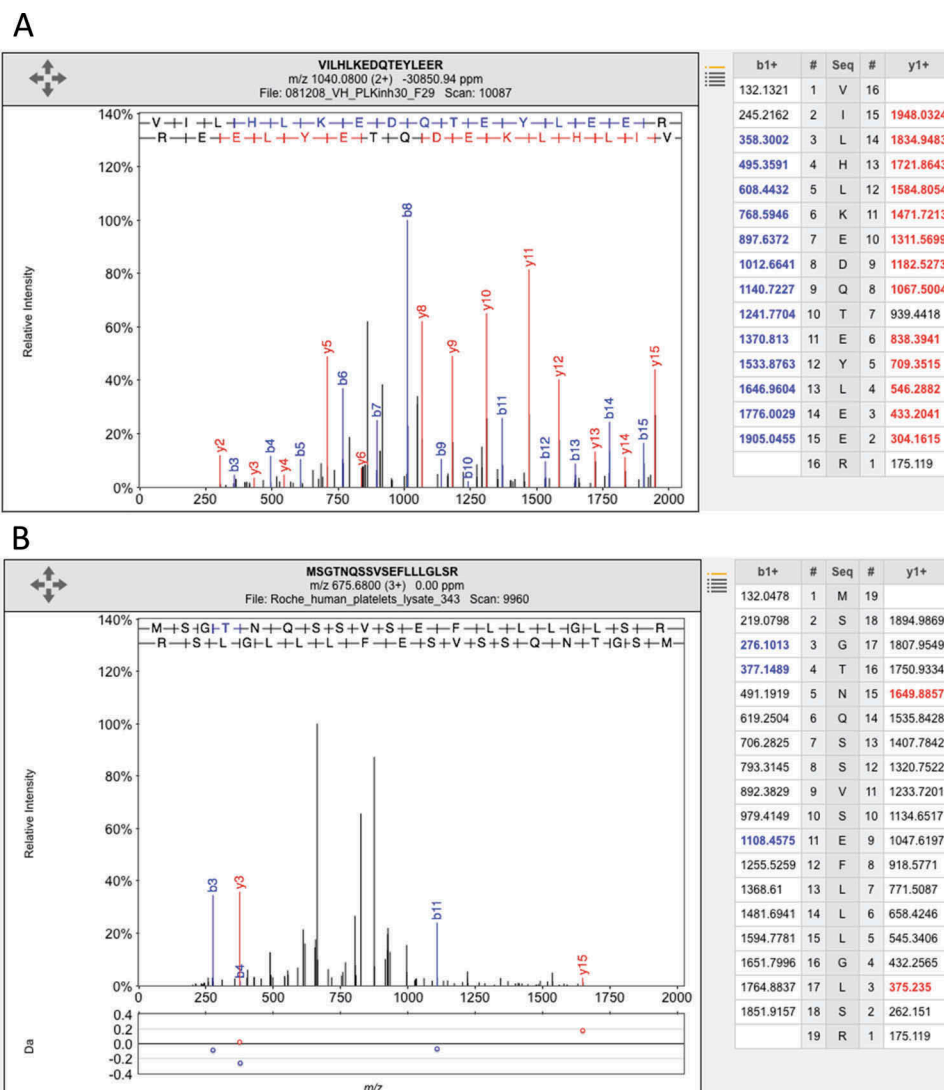 A
VILHLKEDQTEYLEER
m/z 1040.0800 (2+) -30850.94 ppm
File: 081208_VH_PLKinh30_F29 Scan: 10087
V I L H L K E D Q T E Y L E E R
R E E L Y E T Q D E K L H L I V
Relative Intensity
140%
120%
100%
80%
60%
40%
20%
0%
y2
b3
y3
b4
y4
b5
y5
b6
y6
b7
b8
y8
b9
y9
b10
y10
b11
y11
b12
y12
b13
y13
b14
y14
b15
y15
0 250 500 750 1000 1250 1500 1750 2000
b1+ # Seq # y1+
132.1321 1 V 16
245.2162 2 I 15 1948.0324
358.3002 3 L 14 1834.9483
495.3591 4 H 13 1721.8643
608.4432 5 L 12 1584.8054
768.5946 6 K 11 1471.7213
897.6372 7 E 10 1311.5699
1012.6641 8 D 9 1182.5273
1140.7227 9 Q 8 1067.5004
1241.7704 10 T 7 939.4418
1370.813 11 E 6 838.3941
1533.8763 12 Y 5 709.3515
1646.9604 13 L 4 546.2882
1776.0029 14 E 3 433.2041
1905.0455 15 E 2 304.1615
16 R 1 175.119
B
MSGTNQSSVSEFLLLGLSR
m/z 675.6800 (3+) 0.00 ppm
File: Roche_human_platelets_lysate_343 Scan: 9960
M S G T N Q S S V S E F L L L G L S R
R S L G L L L F E S V S S Q N T G S M
Relative Intensity
140%
120%
100%
80%
60%
40%
20%
0%
b3
y3
b4
b11
y15
0 250 500 750 1000 1250 1500 1750 2000
Da
0.4
0.2
0.0
-0.2
-0.4
m/z
b1+ # Seq # y1+
132.0478 1 M 19
219.0798 2 S 18 1894.9869
276.1013 3 G 17 1807.9549
377.1489 4 T 16 1750.9334
491.1919 5 N 15 1649.8857
619.2504 6 Q 14 1535.8428
706.2825 7 S 13 1407.7842
793.3145 8 S 12 1320.7522
892.3829 9 V 11 1233.7201
979.4149 10 S 10 1134.6517
1108.4575 11 E 9 1047.6197
1255.5259 12 F 8 918.5771
1368.61 13 L 7 771.5087
1481.6941 14 L 6 658.4246
1594.7781 15 L 5 545.3406
1651.7996 16 G 4 432.2565
1764.8837 17 L 3 375.235
1851.9157 18 S 2 262.151
19 R 1 175.119